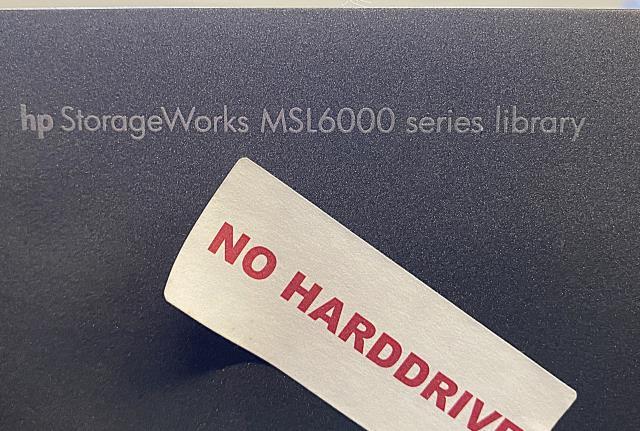 hp StorageWorks MSL6000 series library
NO HARDDRIVE